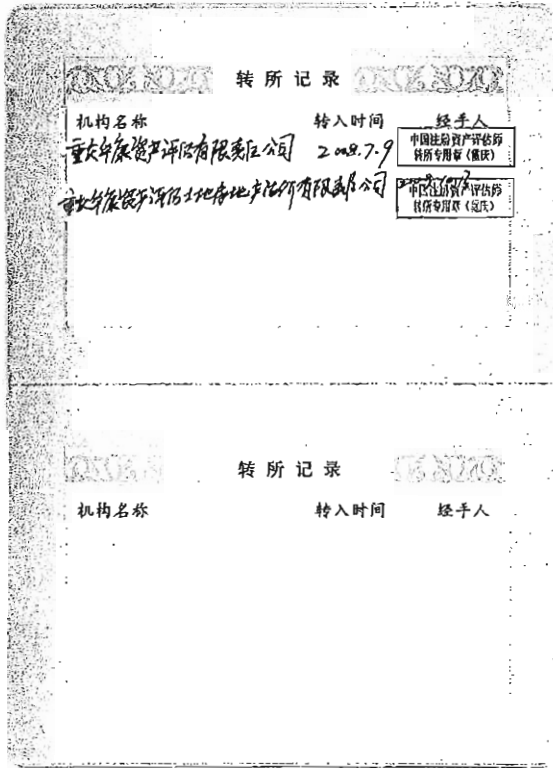 转所记录
机构名称 转入时间 经手人
重庆华康资产评估有限责任公司 2008.7.9 中国注册资产评估师
转所专用章（重庆）
重庆华康资产评估土地房地产估价有限责任公司 中国注册资产评估师
转所专用章（重庆）
转所记录
机构名称 转入时间 经手人